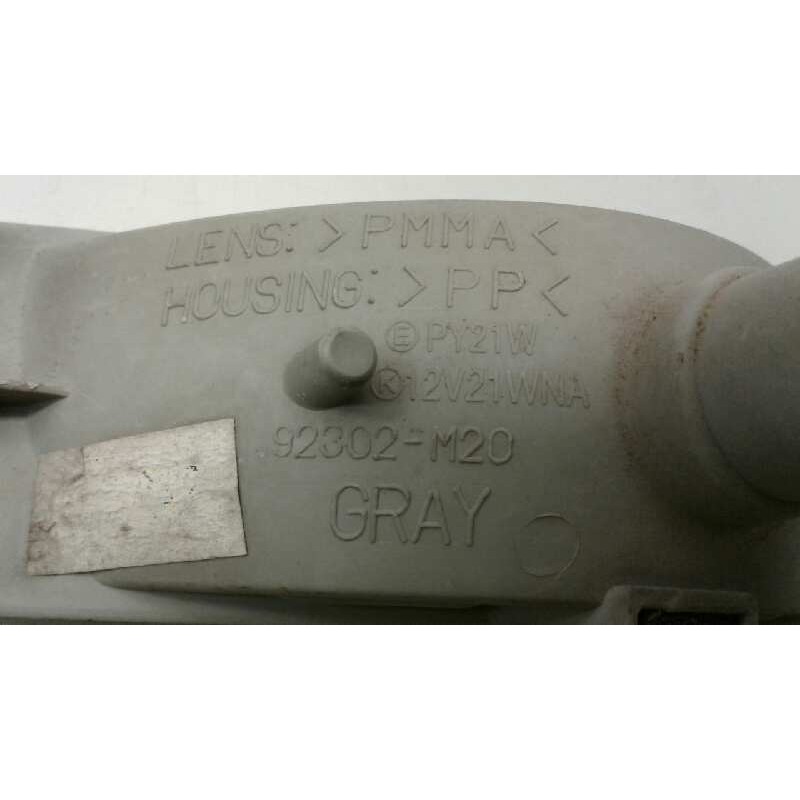 LENS: >PMMA<
HOUSING: >PP<
Ⓔ PY21W
Ⓚ 12V21WNA
92302-M20
GRAY